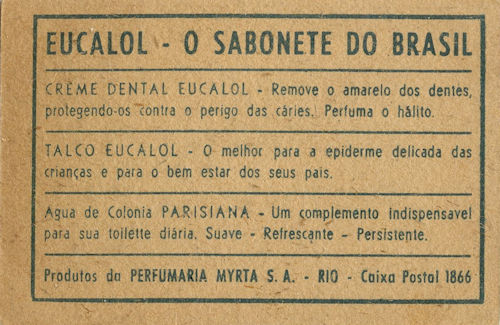 EUCALOL - O SABONETE DO BRASIL
CRÈME DENTAL EUCALOL - Remove o amarelo dos dentes,
protegendo-os contra o perigo das cáries. Perfuma o hálito.
TALCO EUCALOL - O melhor para a epiderme delicada das
crianças e para o bem estar dos seus pais.
Agua de Colonia PARISIANA - Um complemento indispensavel
para sua toilette diária. Suave - Refrescante - Persistente.
Produtos da PERFUMARIA MYRTA S. A. - RIO - Caixa Postal 1866